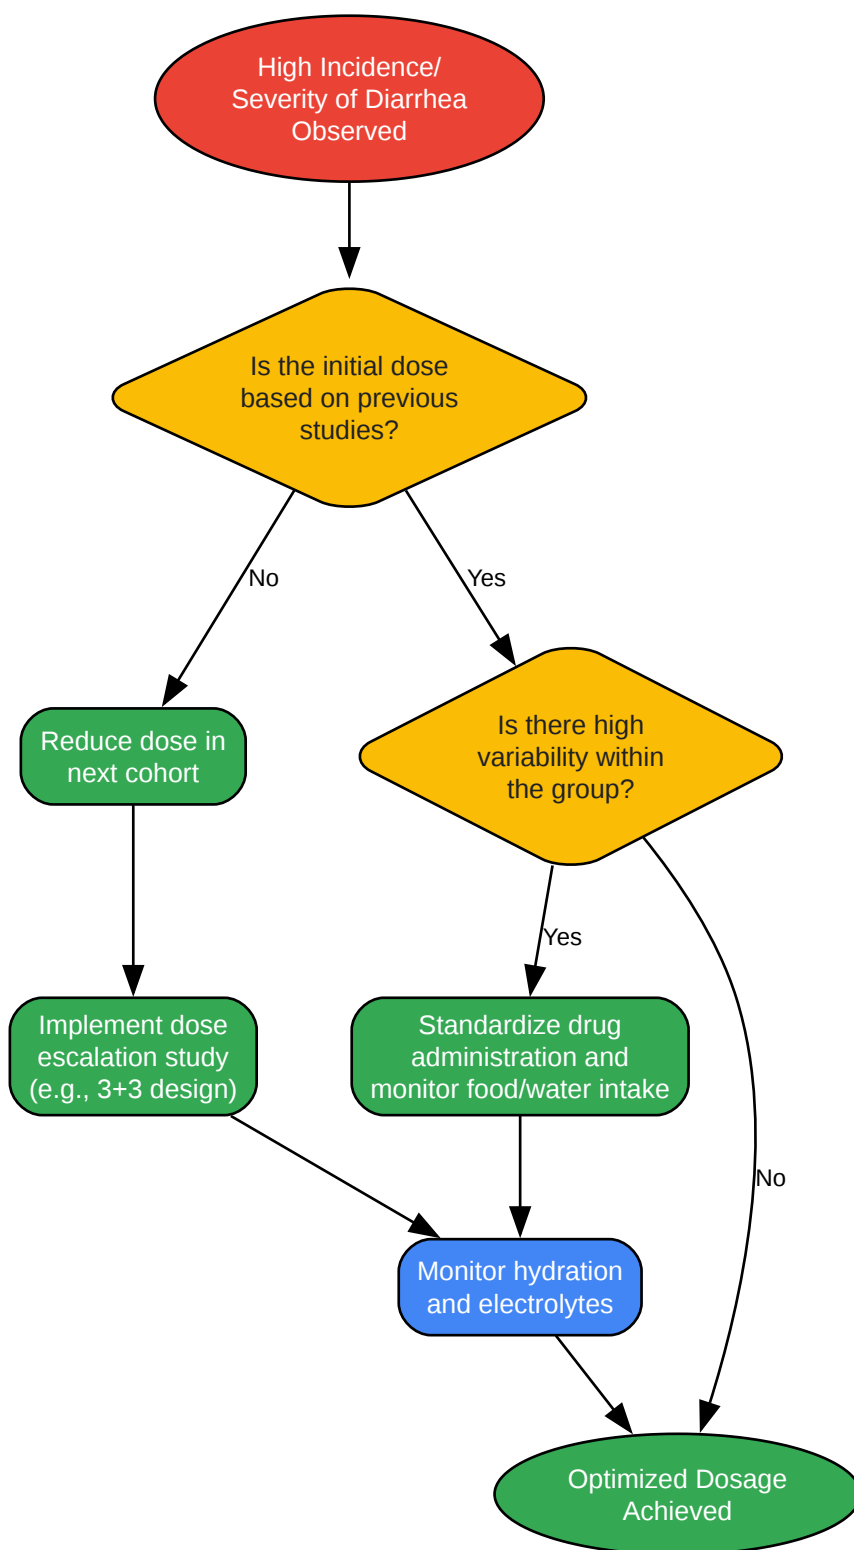 High Incidence/
Severity of Diarrhea
Observed
Is the initial dose
based on previous
studies?
No
Yes
Reduce dose in
next cohort
Is there high
variability within
the group?
Yes
Implement dose
escalation study
(e.g., 3+3 design)
Standardize drug
administration and
monitor food/water intake
No
Monitor hydration
and electrolytes
Optimized Dosage
Achieved